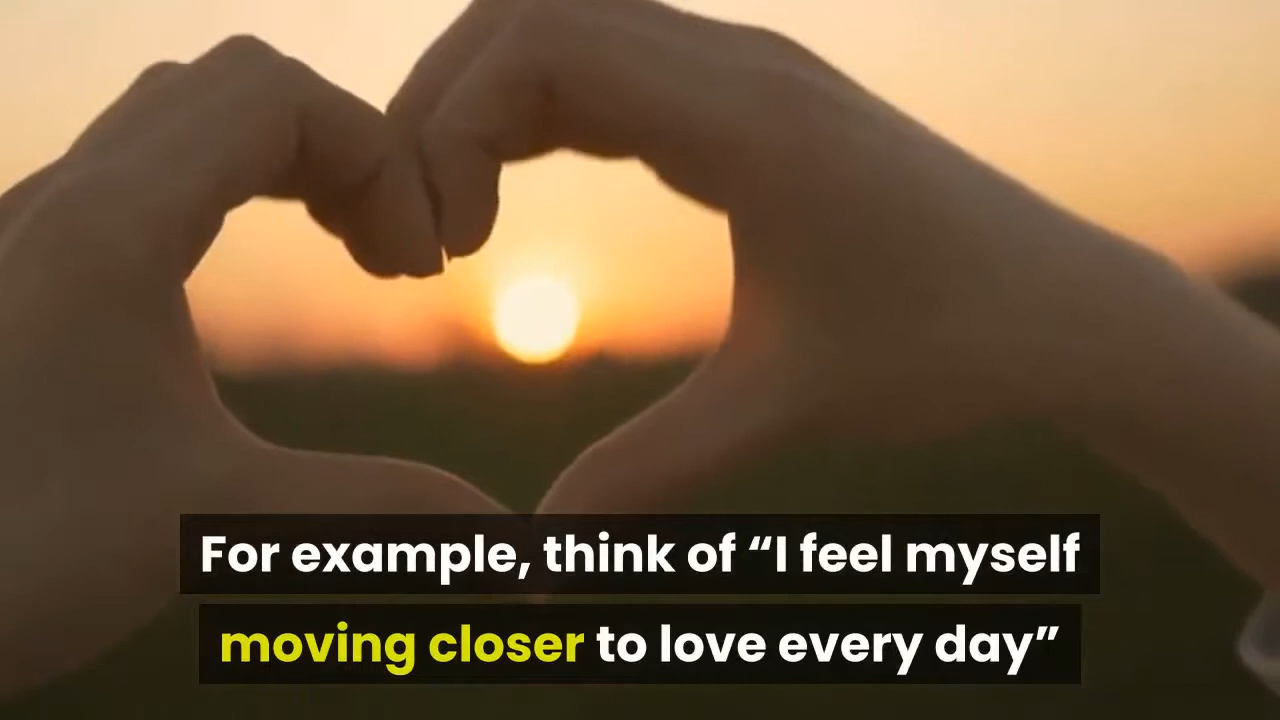 For example, think of “I feel myself
moving closer to love every day”